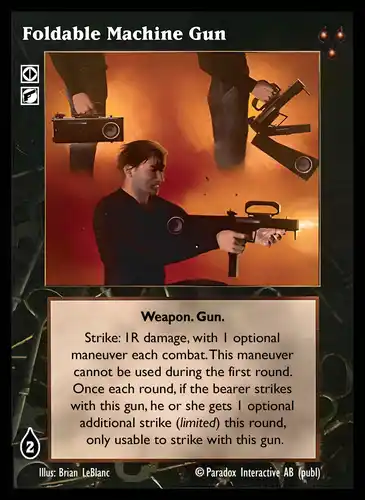 Foldable Machine Gun
Weapon. Gun.
Strike: 1R damage, with 1 optional
maneuver each combat. This maneuver
cannot be used during the first round.
Once each round, if the bearer strikes
with this gun, he or she gets 1 optional
additional strike (limited) this round,
only usable to strike with this gun.
2
Illus: Brian LeBlanc © Paradox Interactive AB (publ)